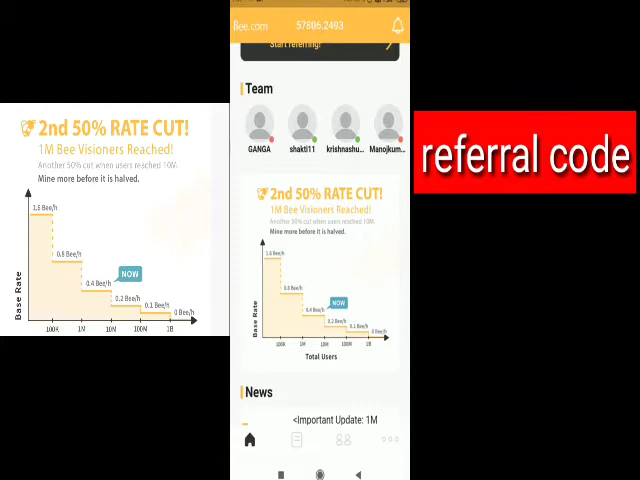 2nd 50% RATE CUT!
1M Bee Visioners Reached!
Another 50% cut when users reached 10M.
Mine more before it is halved.
1.6 Bee/h
0.8 Bee/h
NOW
0.4 Bee/h
0.2 Bee/h
0.1 Bee/h
0 Bee/h
Base Rate
100K
1M
10M
100M
1B
Bee.com
57806.2493
Start referring!
Team
GANGA
shakti11
krishnashu...
Manojkum...
2nd 50% RATE CUT!
1M Bee Visioners Reached!
Another 50% cut when users reached 10M.
Mine more before it is halved.
1.6 Bee/h
0.8 Bee/h
NOW
0.4 Bee/h
0.2 Bee/h
0.1 Bee/h
0 Bee/h
Base Rate
100K
1M
10M
100M
1B
Total Users
News
<Important Update: 1M
referral code